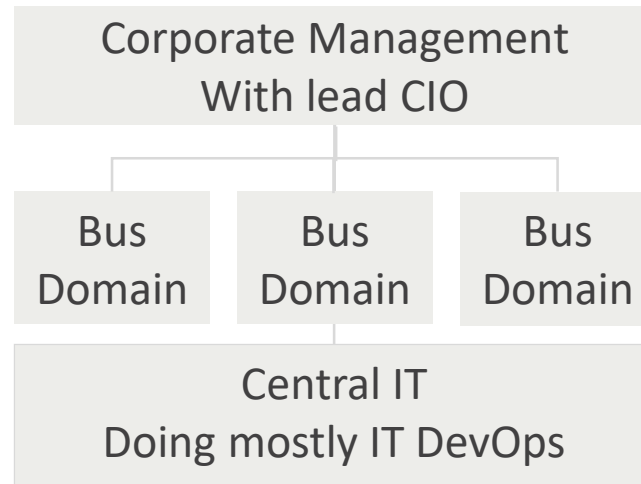 Corporate Management
With lead CIO
Bus
Domain
Bus
Domain
Bus
Domain
Central IT
Doing mostly IT DevOps